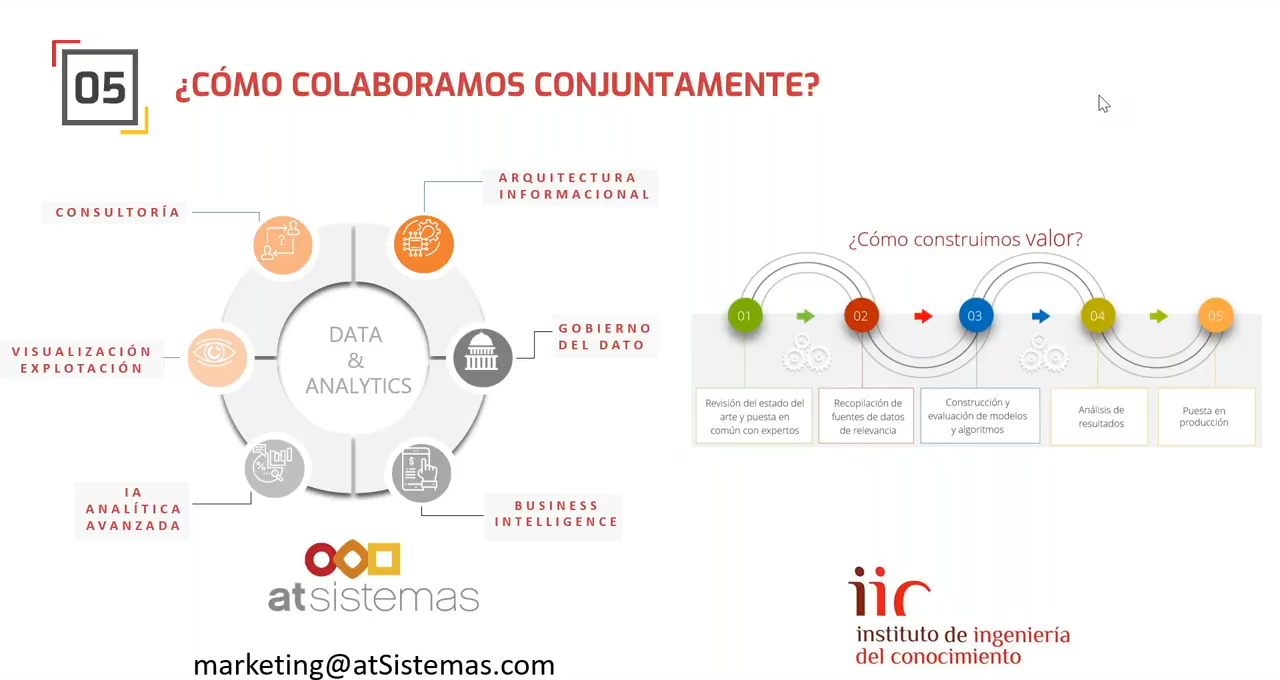 05
¿CÓMO COLABORAMOS CONJUNTAMENTE?
CONSULTORÍA
ARQUITECTURA
INFORMACIONAL
VISUALIZACIÓN
EXPLOTACIÓN
DATA
&
ANALYTICS
GOBIERNO
DEL DATO
IA
ANALÍTICA
AVANZADA
BUSINESS
INTELLIGENCE
atsistemas
marketing@atSistemas.com
¿Cómo construimos valor?
01
02
03
04
05
Revisión del estado del
arte y puesta en
común con expertos
Recopilación de
fuentes de datos
de relevancia
Construcción y
evaluación de modelos
y algoritmos
Análisis de
resultados
Puesta en
producción
iic
instituto de ingeniería
del conocimiento